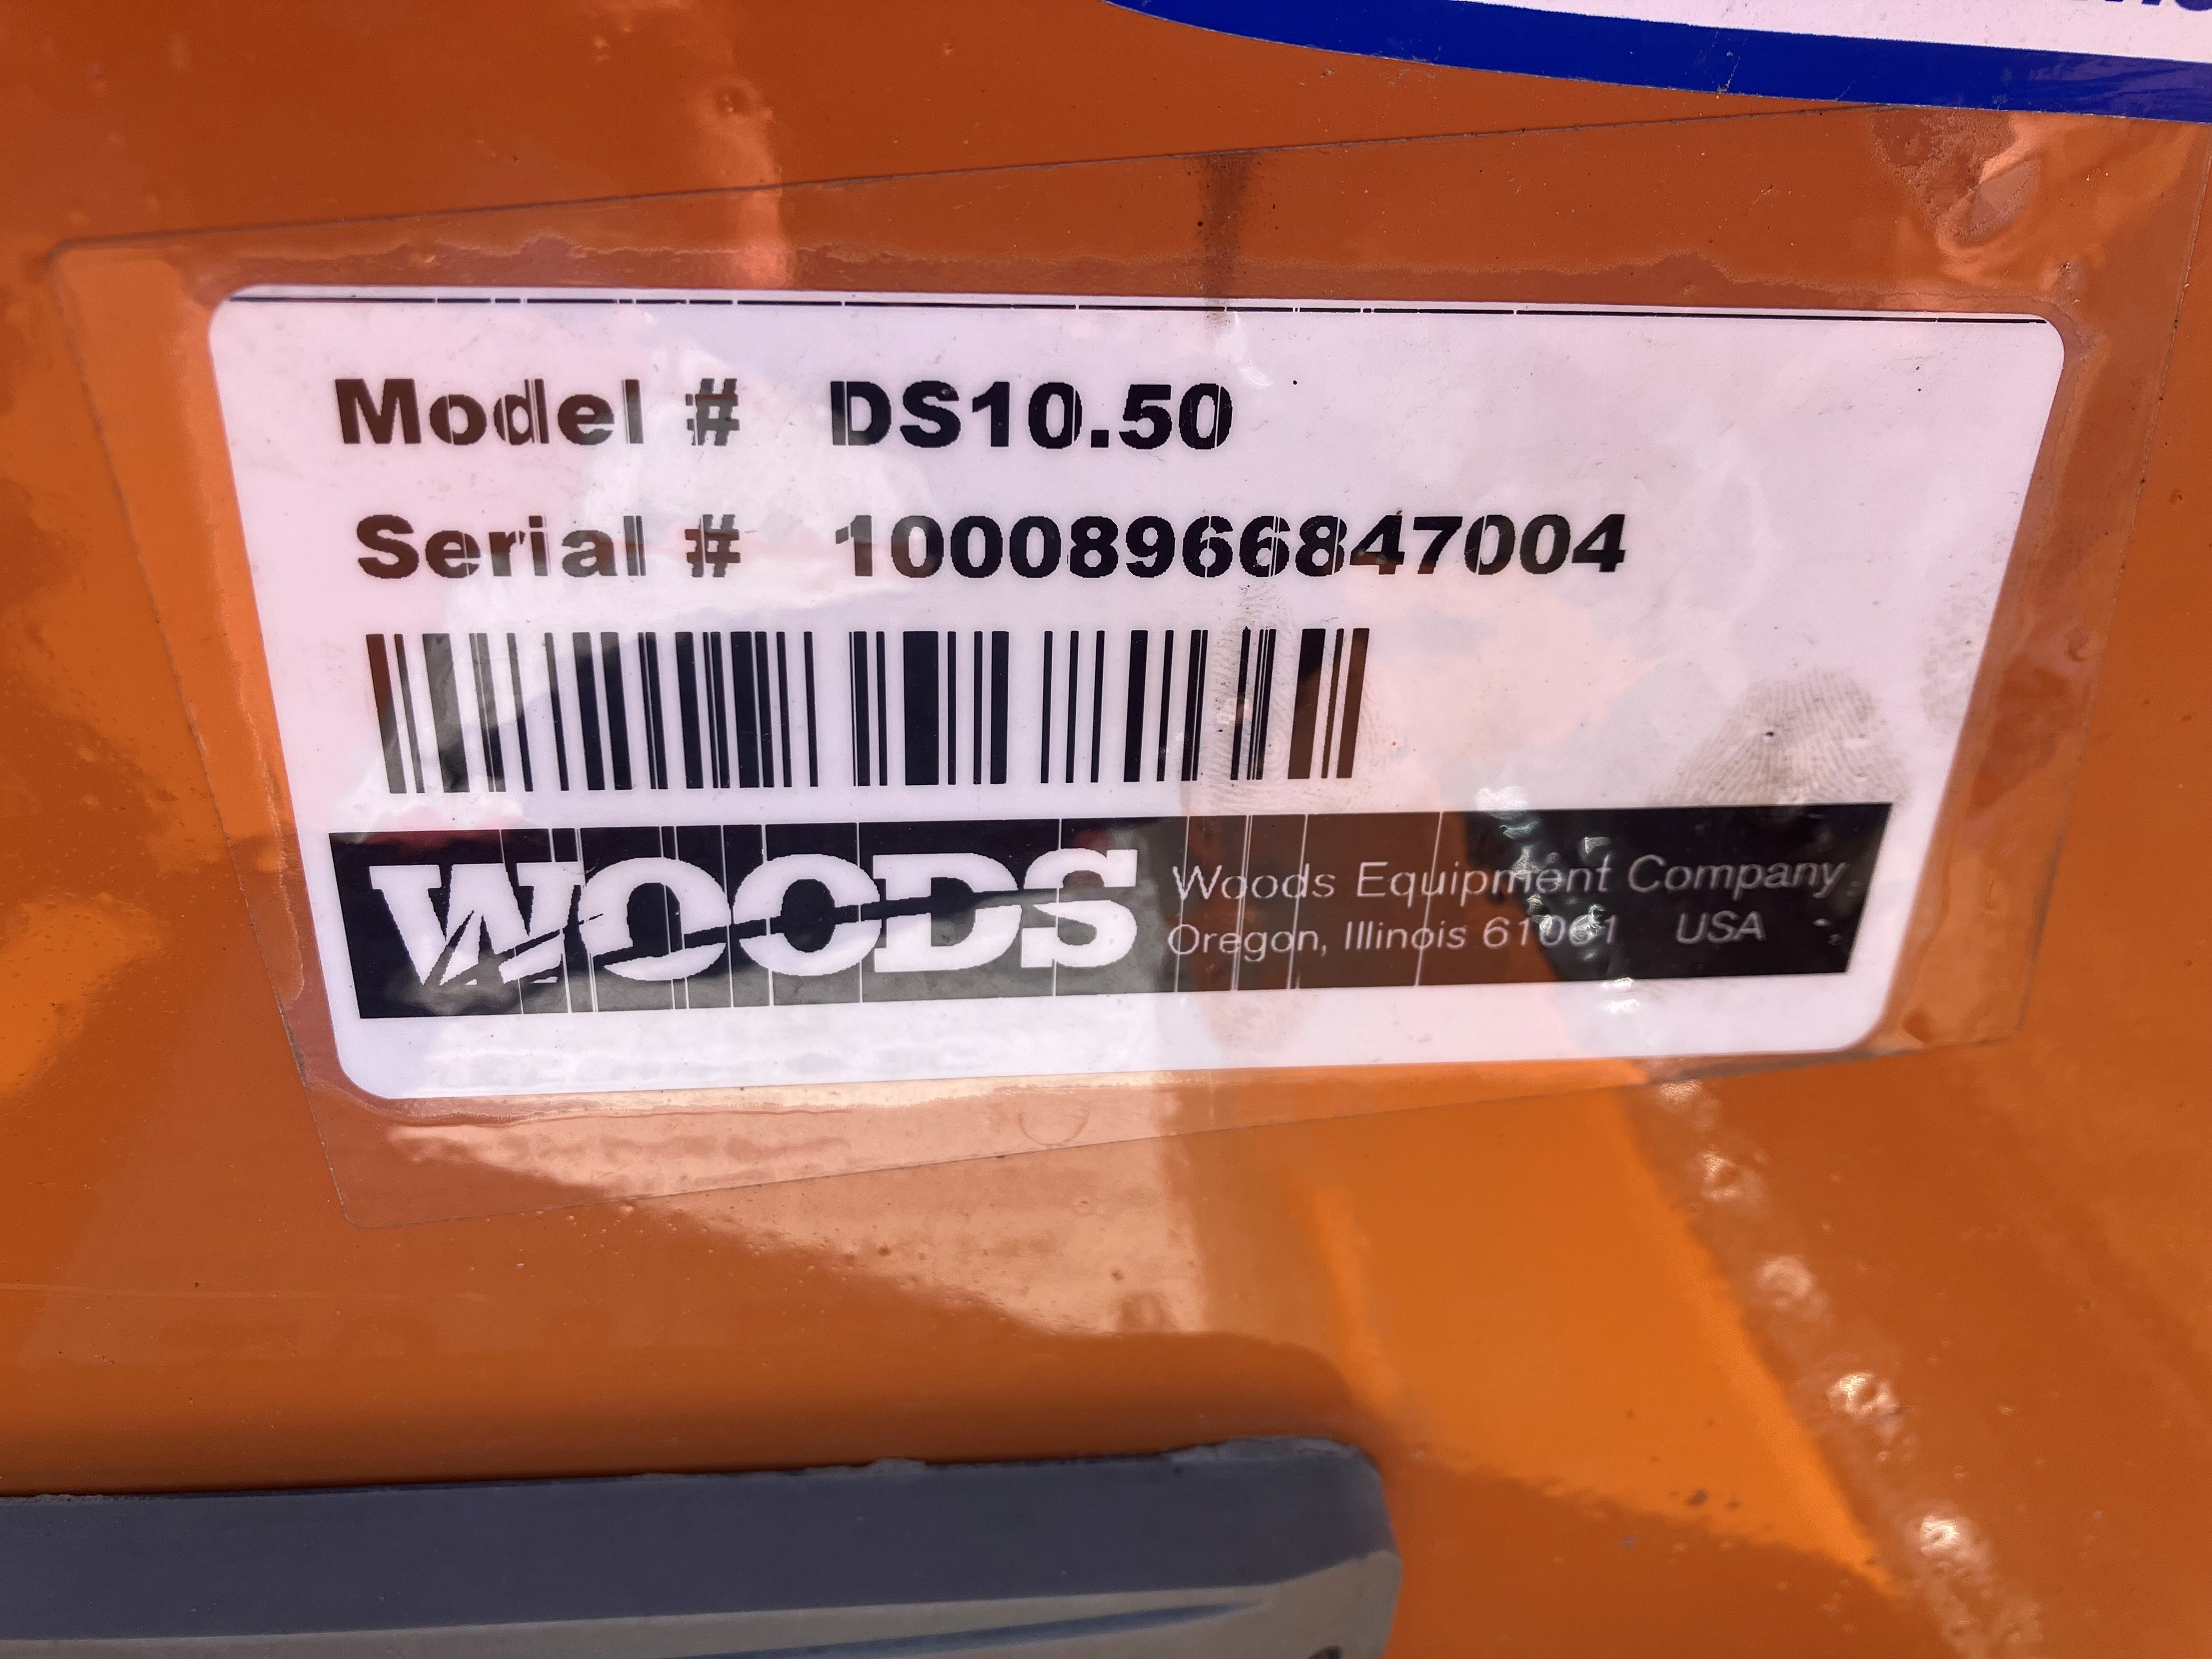 Model # DS10.50
Serial # 10008966847004
WOODS
Woods Equipment Company
Oregon, Illinois 61061 USA